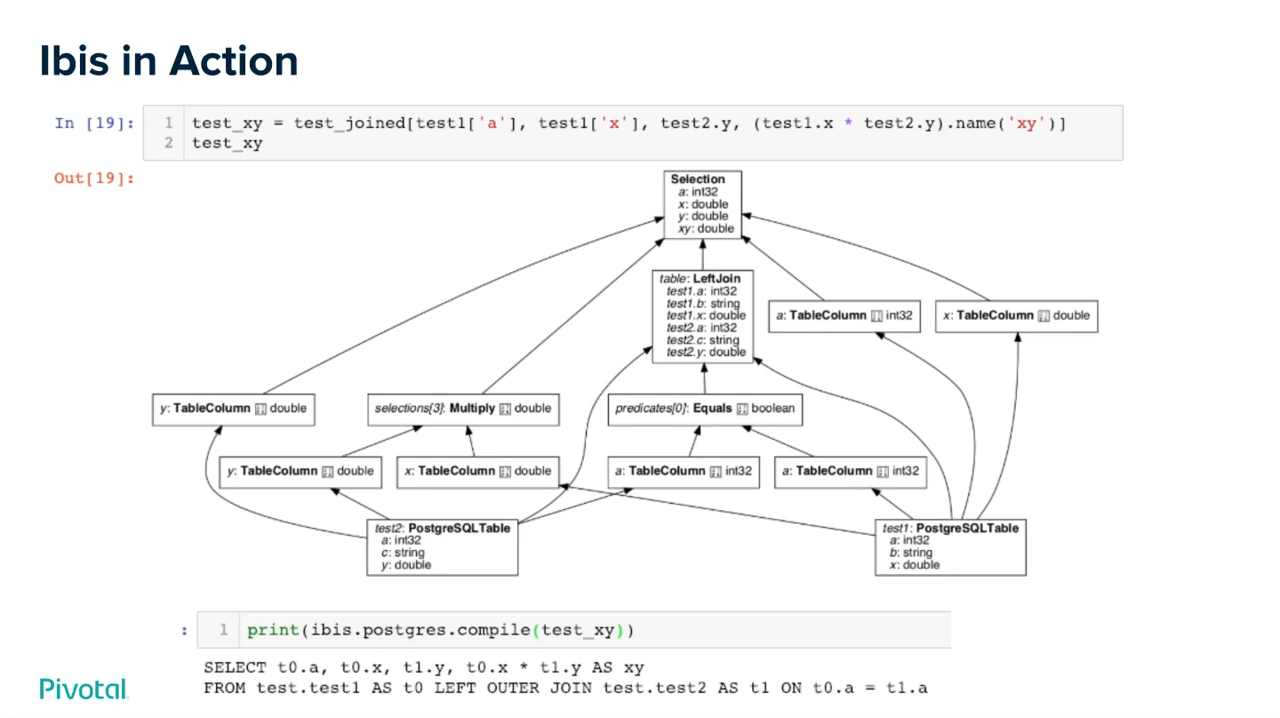 Ibis in Action
In [19]:
1 test_xy = test_joined[test1['a'], test1['x'], test2.y, (test1.x * test2.y).name('xy')]
2 test_xy
Out[19]:
Selection
a: int32
x: double
y: double
xy: double
table: LeftJoin
test1.a: int32
test1.b: string
test1.x: double
test2.a: int32
test2.c: string
test2.y: double
a: TableColumn int32
x: TableColumn double
y: TableColumn double
selections[3]: Multiply double
predicates[0]: Equals boolean
y: TableColumn double
x: TableColumn double
a: TableColumn int32
a: TableColumn int32
test2: PostgreSQLTable
a: int32
c: string
y: double
test1: PostgreSQLTable
a: int32
b: string
x: double
: 1 print(ibis.postgres.compile(test_xy))
SELECT t0.a, t0.x, t1.y, t0.x * t1.y AS xy
FROM test.test1 AS t0 LEFT OUTER JOIN test.test2 AS t1 ON t0.a = t1.a
Pivotal